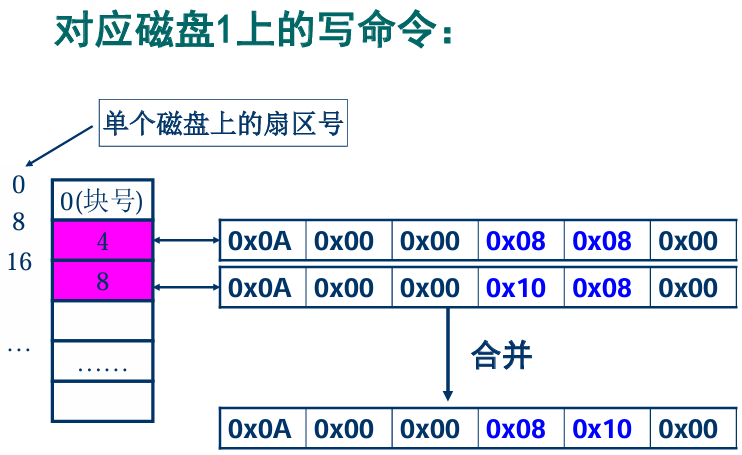 对应磁盘1上的写命令：
单个磁盘上的扇区号
0
0(块号)
8
4
0x0A 0x00 0x00 0x08 0x08 0x00
16
8
0x0A 0x00 0x00 0x10 0x08 0x00
…
……
合并
0x0A 0x00 0x00 0x08 0x10 0x00